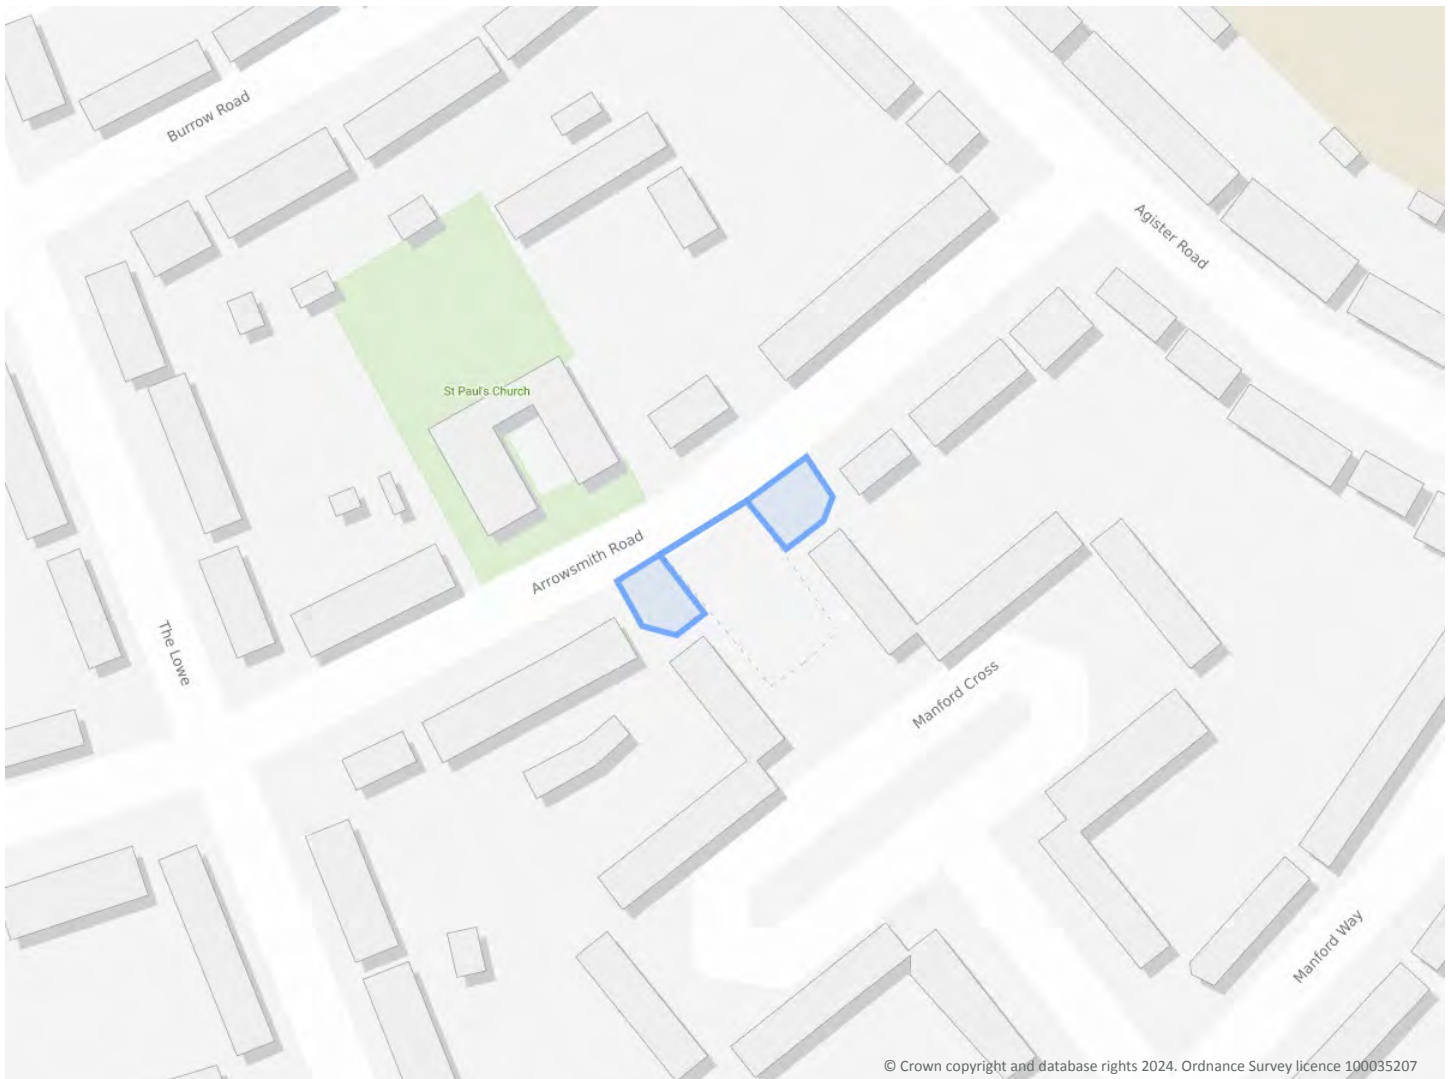 Burrow Road
Agister Road
St Paul's Church
Arrowsmith Road
The Lowe
Manford Cross
Manford Way
© Crown copyright and database rights 2024. Ordnance Survey licence 100035207